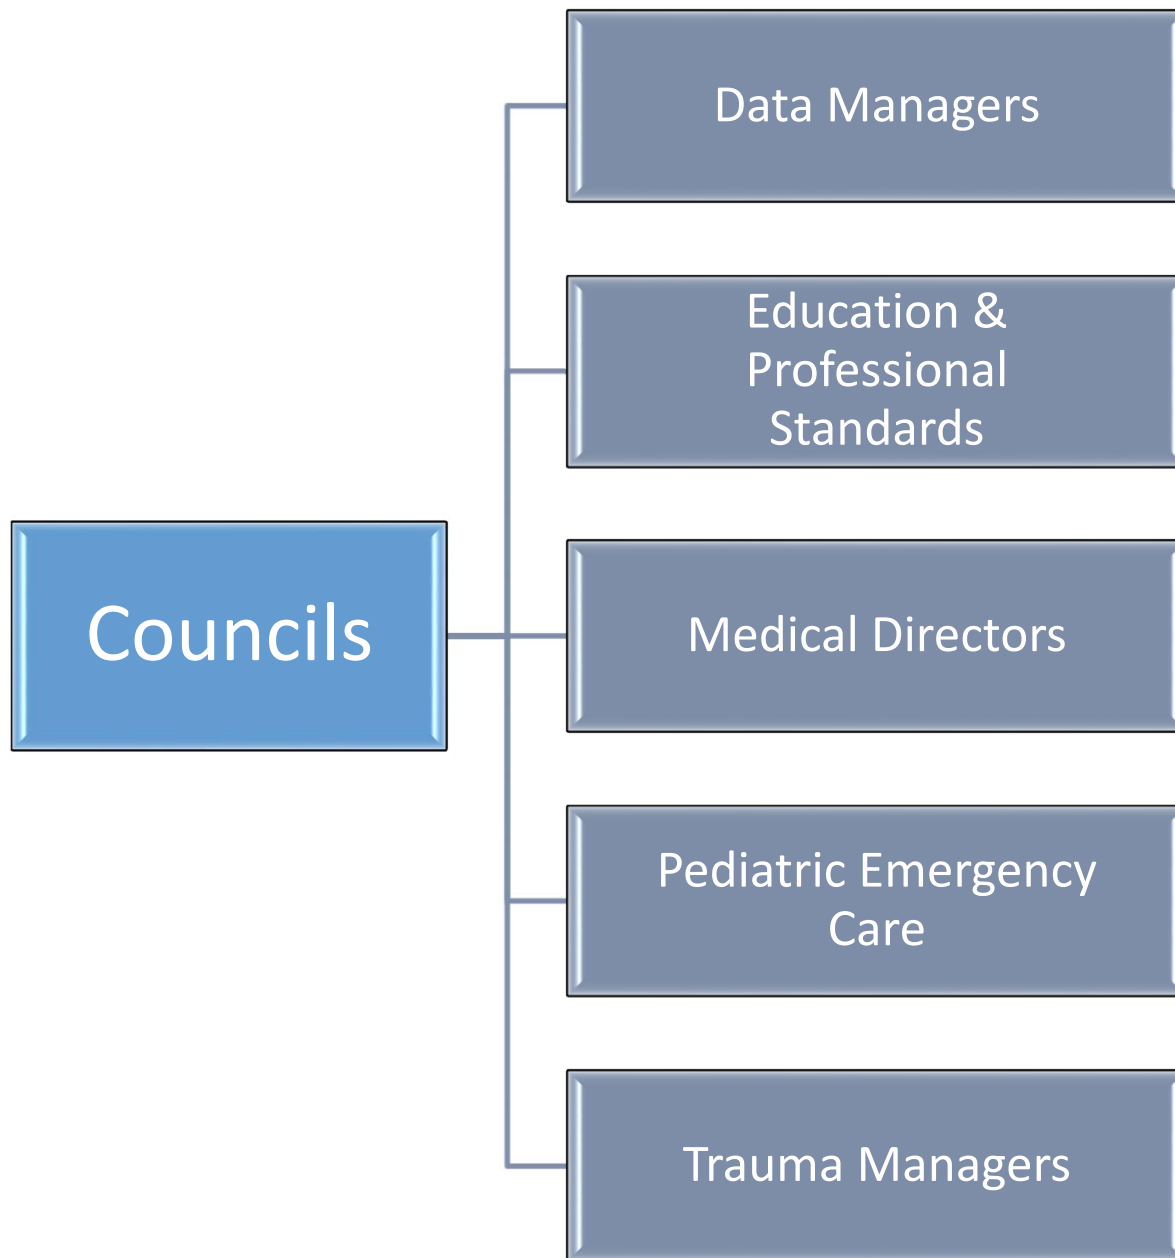 Data Managers
Education &
Professional
Standards
Councils
Medical Directors
Pediatric Emergency
Care
Trauma Managers